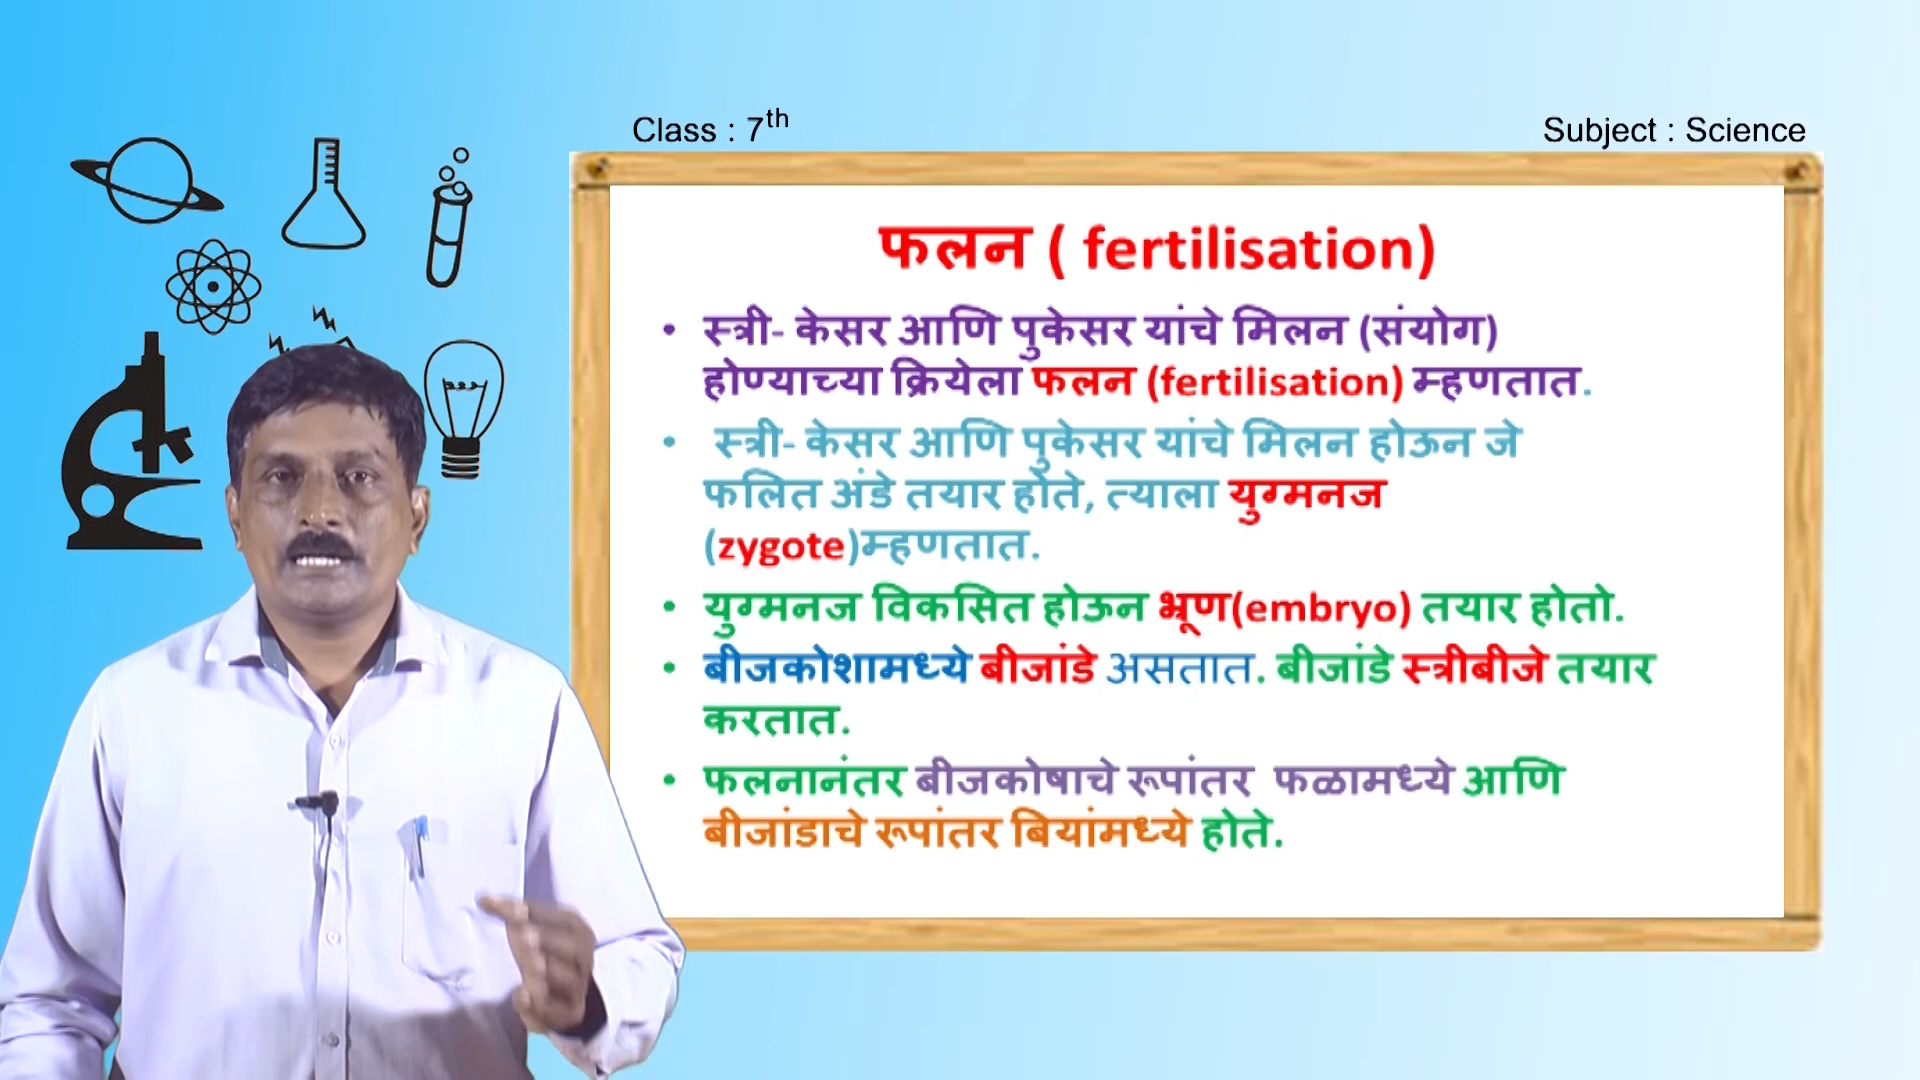 Class : 7th
Subject : Science
फलन ( fertilisation)
• स्त्री- केसर आणि पुकेसर यांचे मिलन (संयोग)
होण्याच्या क्रियेला फलन (fertilisation) म्हणतात.
• स्त्री- केसर आणि पुकेसर यांचे मिलन होऊन जे
फलित अंडे तयार होते, त्याला युग्मनज
(zygote)म्हणतात.
• युग्मनज विकसित होऊन भ्रूण(embryo) तयार होतो.
• बीजकोशामध्ये बीजांडे असतात. बीजांडे स्त्रीबीजे तयार
करतात.
• फलनानंतर बीजकोषाचे रूपांतर फळामध्ये आणि
बीजांडाचे रूपांतर बियांमध्ये होते.